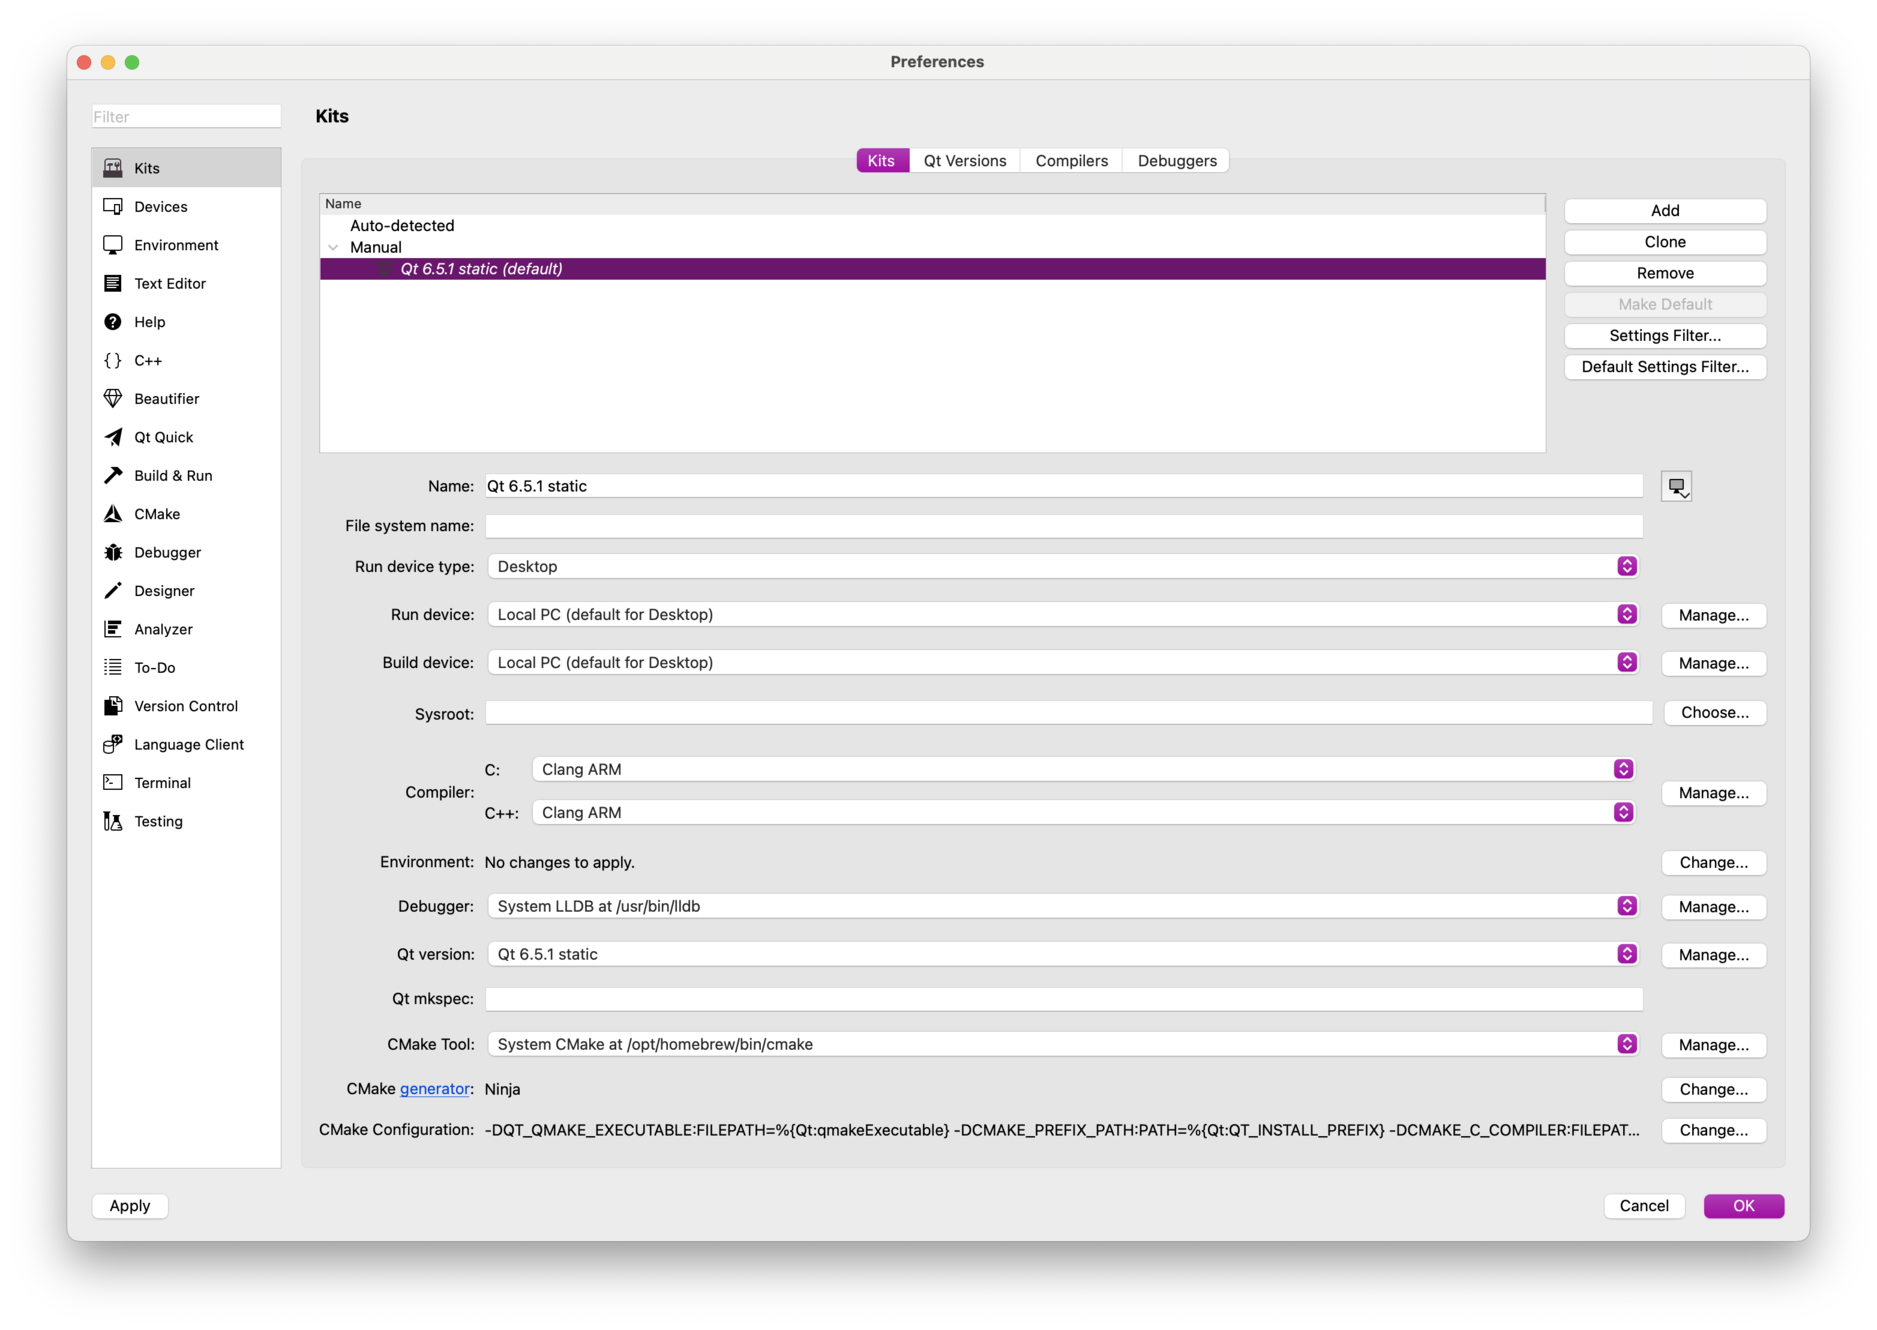 Preferences
Filter
Kits
Devices
Environment
Text Editor
Help
C++
Beautifier
Qt Quick
Build & Run
CMake
Debugger
Designer
Analyzer
To-Do
Version Control
Language Client
Terminal
Testing
Kits
Kits Qt Versions Compilers Debuggers
Name
Auto-detected
Manual
Qt 6.5.1 static (default)
Add
Clone
Remove
Make Default
Settings Filter...
Default Settings Filter...
Name: Qt 6.5.1 static
File system name:
Run device type: Desktop
Run device: Local PC (default for Desktop) Manage...
Build device: Local PC (default for Desktop) Manage...
Sysroot: Choose...
Compiler: C: Clang ARM
C++: Clang ARM Manage...
Environment: No changes to apply. Change...
Debugger: System LLDB at /usr/bin/lldb Manage...
Qt version: Qt 6.5.1 static Manage...
Qt mkspec:
CMake Tool: System CMake at /opt/homebrew/bin/cmake Manage...
CMake generator: Ninja Change...
CMake Configuration: -DQT_QMAKE_EXECUTABLE:FILEPATH=%{Qt:qmakeExecutable} -DCMAKE_PREFIX_PATH:PATH=%{Qt:QT_INSTALL_PREFIX} -DCMAKE_C_COMPILER:FILEPAT... Change...
Apply Cancel OK